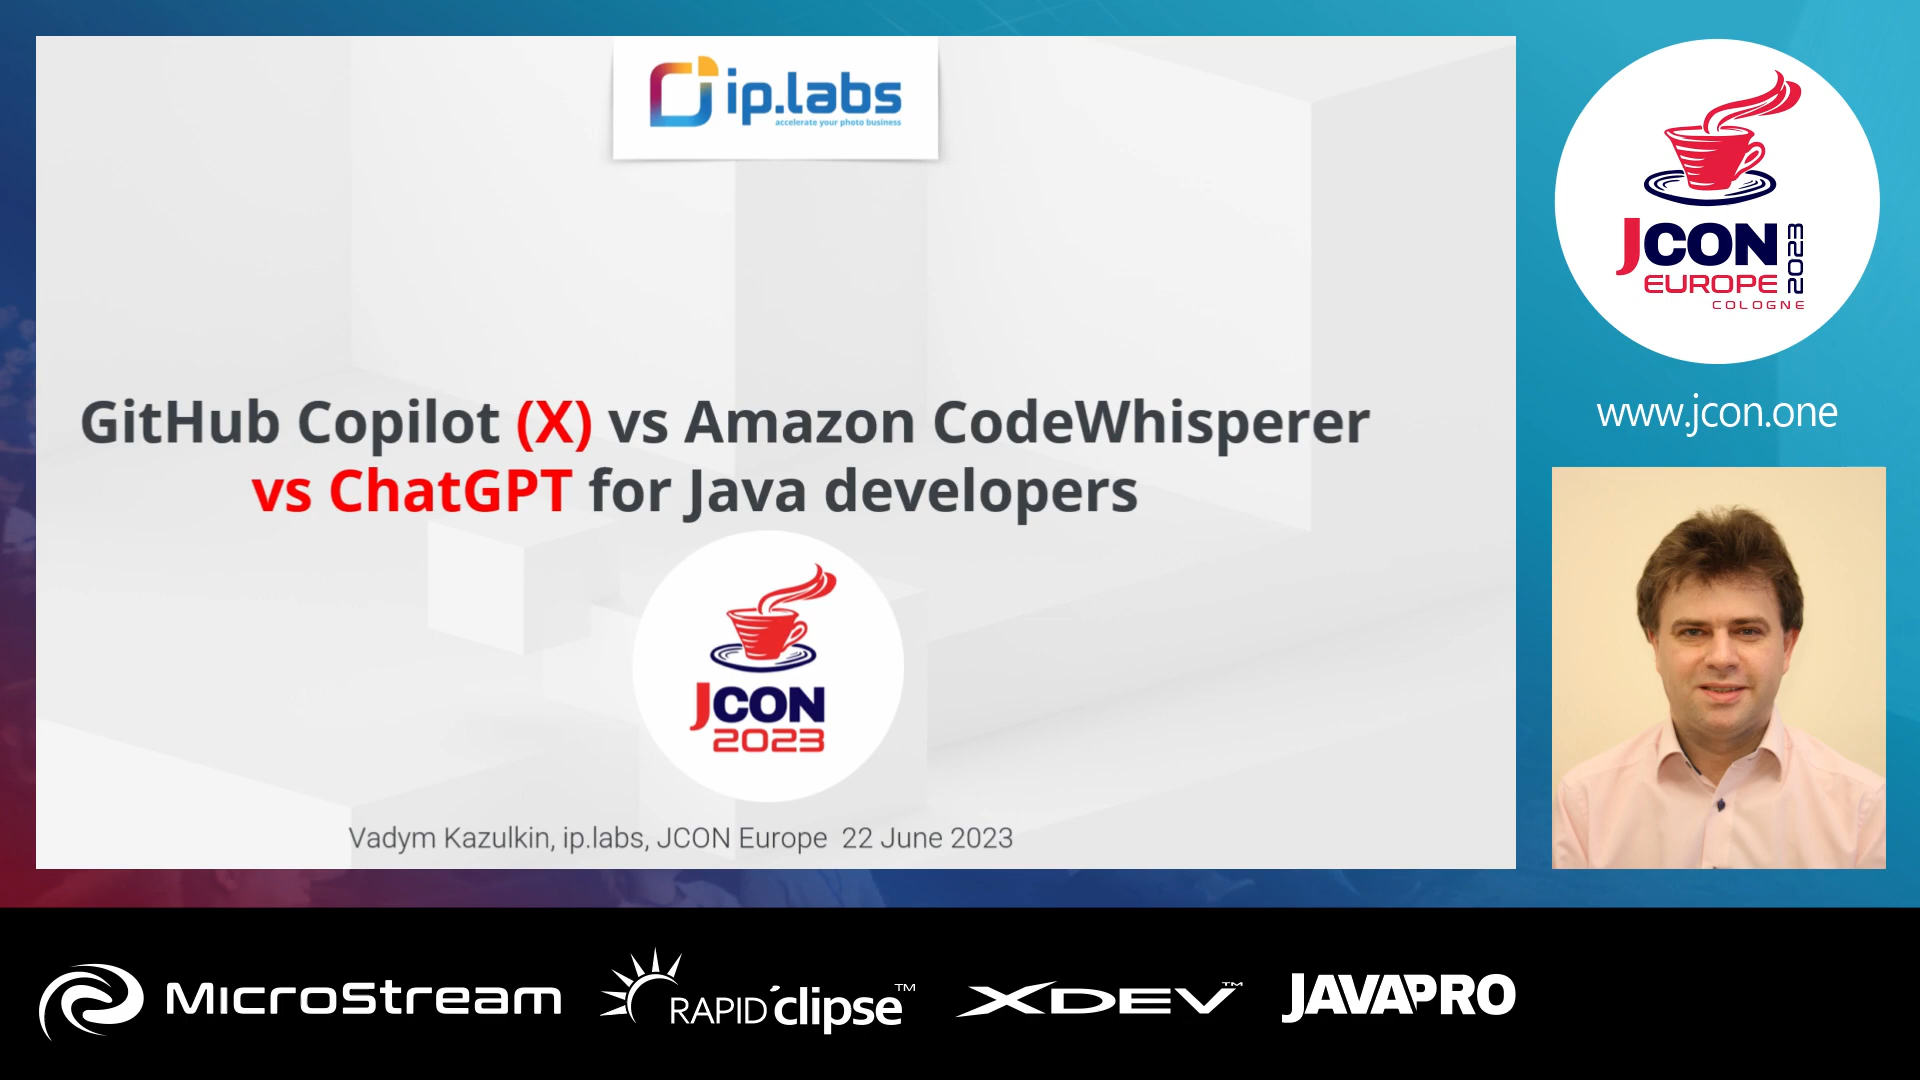 ip.labs
accelerate your photo business
GitHub Copilot (X) vs Amazon CodeWhisperer
vs ChatGPT for Java developers
JCON
2023
Vadym Kazulkin, ip.labs, JCON Europe 22 June 2023
JCON
EUROPE
2023
COLOGNE
www.jcon.one
MicroStream
RAPID'clipse™
XDEV™
JAVAPRO